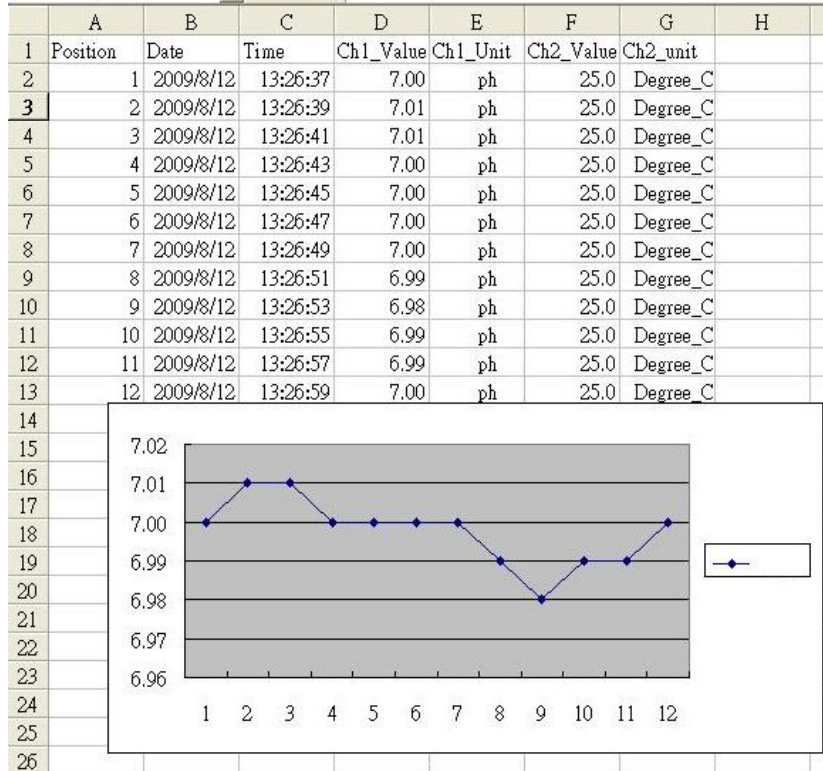 A B C D E F G H
1 Position Date Time Ch1_Value Ch1_Unit Ch2_Value Ch2_unit
2 1 2009/8/12 13:26:37 7.00 ph 25.0 Degree_C
3 2 2009/8/12 13:26:39 7.01 ph 25.0 Degree_C
4 3 2009/8/12 13:26:41 7.01 ph 25.0 Degree_C
5 4 2009/8/12 13:26:43 7.00 ph 25.0 Degree_C
6 5 2009/8/12 13:26:45 7.00 ph 25.0 Degree_C
7 6 2009/8/12 13:26:47 7.00 ph 25.0 Degree_C
8 7 2009/8/12 13:26:49 7.00 ph 25.0 Degree_C
9 8 2009/8/12 13:26:51 6.99 ph 25.0 Degree_C
10 9 2009/8/12 13:26:53 6.98 ph 25.0 Degree_C
11 10 2009/8/12 13:26:55 6.99 ph 25.0 Degree_C
12 11 2009/8/12 13:26:57 6.99 ph 25.0 Degree_C
13 12 2009/8/12 13:26:59 7.00 ph 25.0 Degree_C
14
15 7.02
16 7.01
17
18 7.00
19 6.99
20 6.98
21
22 6.97
23 6.96
24 1 2 3 4 5 6 7 8 9 10 11 12
25
26